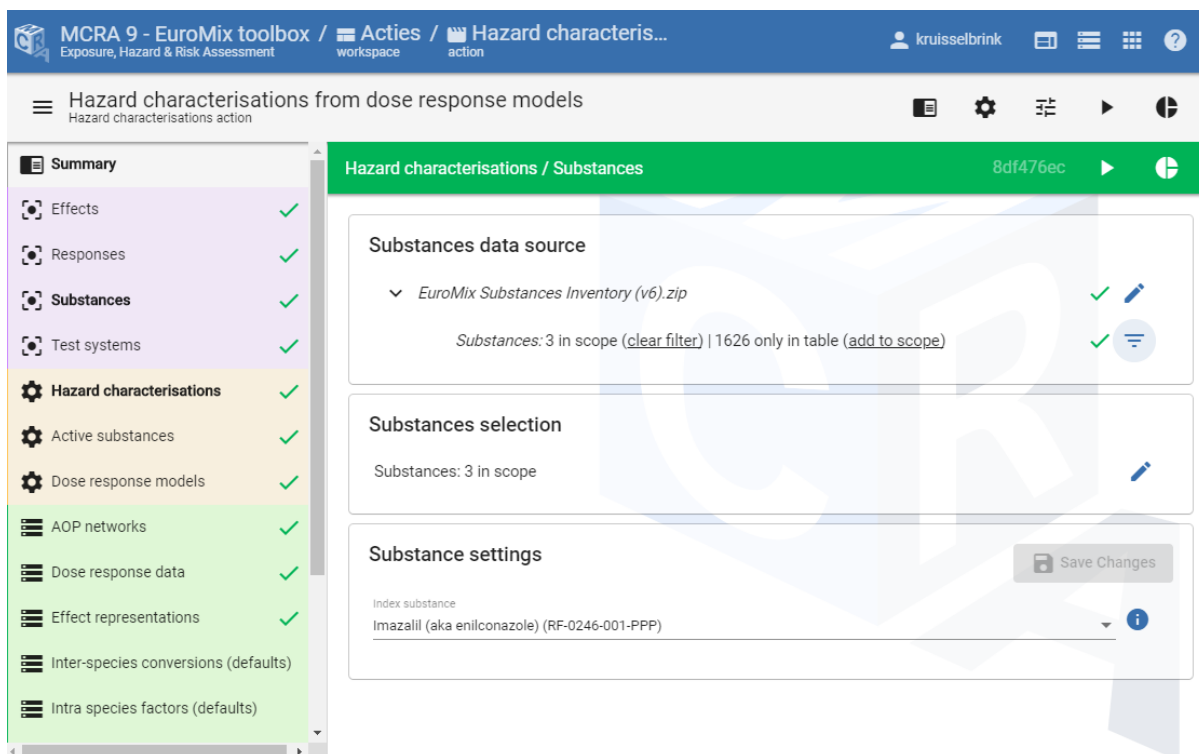 MCRA 9 - EuroMix toolbox / Acties / Hazard characteris...
Exposure, Hazard & Risk Assessment workspace action
kruisselbrink
Hazard characterisations from dose response models
Hazard characterisations action
Summary
Effects
Responses
Substances
Test systems
Hazard characterisations
Active substances
Dose response models
AOP networks
Dose response data
Effect representations
Inter-species conversions (defaults)
Intra species factors (defaults)
Hazard characterisations / Substances
8df476ec
Substances data source
EuroMix Substances Inventory (v6).zip
Substances: 3 in scope (clear filter) | 1626 only in table (add to scope)
Substances selection
Substances: 3 in scope
Substance settings
Save Changes
Index substance
Imazalil (aka enilconazole) (RF-0246-001-PPP)
CRA